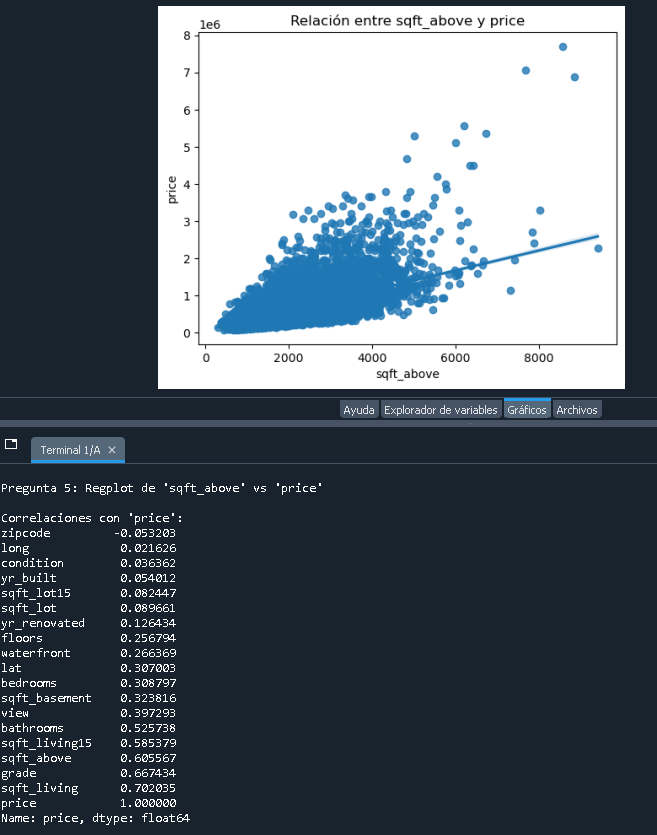 Relación entre sqft_above y price
1e6
8
7
6
5
4
3
2
1
0
price
0 2000 4000 6000 8000
sqft_above
Ayuda Explorador de variables Gráficos Archivos
Terminal 1/A ×
Pregunta 5: Regplot de 'sqft_above' vs 'price'
Correlaciones con 'price':
zipcode -0.053203
long 0.021626
condition 0.036362
yr_built 0.054012
sqft_lot15 0.082447
sqft_lot 0.089661
yr_renovated 0.126434
floors 0.256794
waterfront 0.266369
lat 0.307003
bedrooms 0.308797
sqft_basement 0.323816
view 0.397293
bathrooms 0.525738
sqft_living15 0.585379
sqft_above 0.605567
grade 0.667434
sqft_living 0.702035
price 1.000000
Name: price, dtype: float64